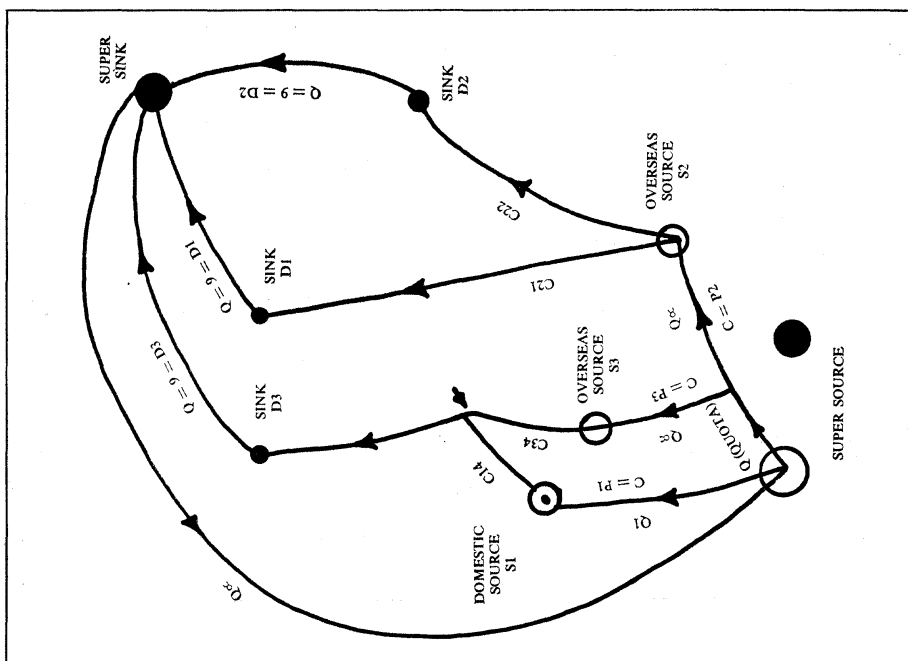 SUPER
SINK
Q = 9 = D2
SINK
D2
Q = 9 = D1
SINK
D1
Q = 9 = D3
SINK
D3
C22
C21
OVERSEAS
SOURCE
S2
Q∝
C = P2
OVERSEAS
SOURCE
S3
C34
C = P3
Q∝
C14
DOMESTIC
SOURCE
S1
C = P1
Q1
Q (QUOTA)
SUPER SOURCE
Q∝